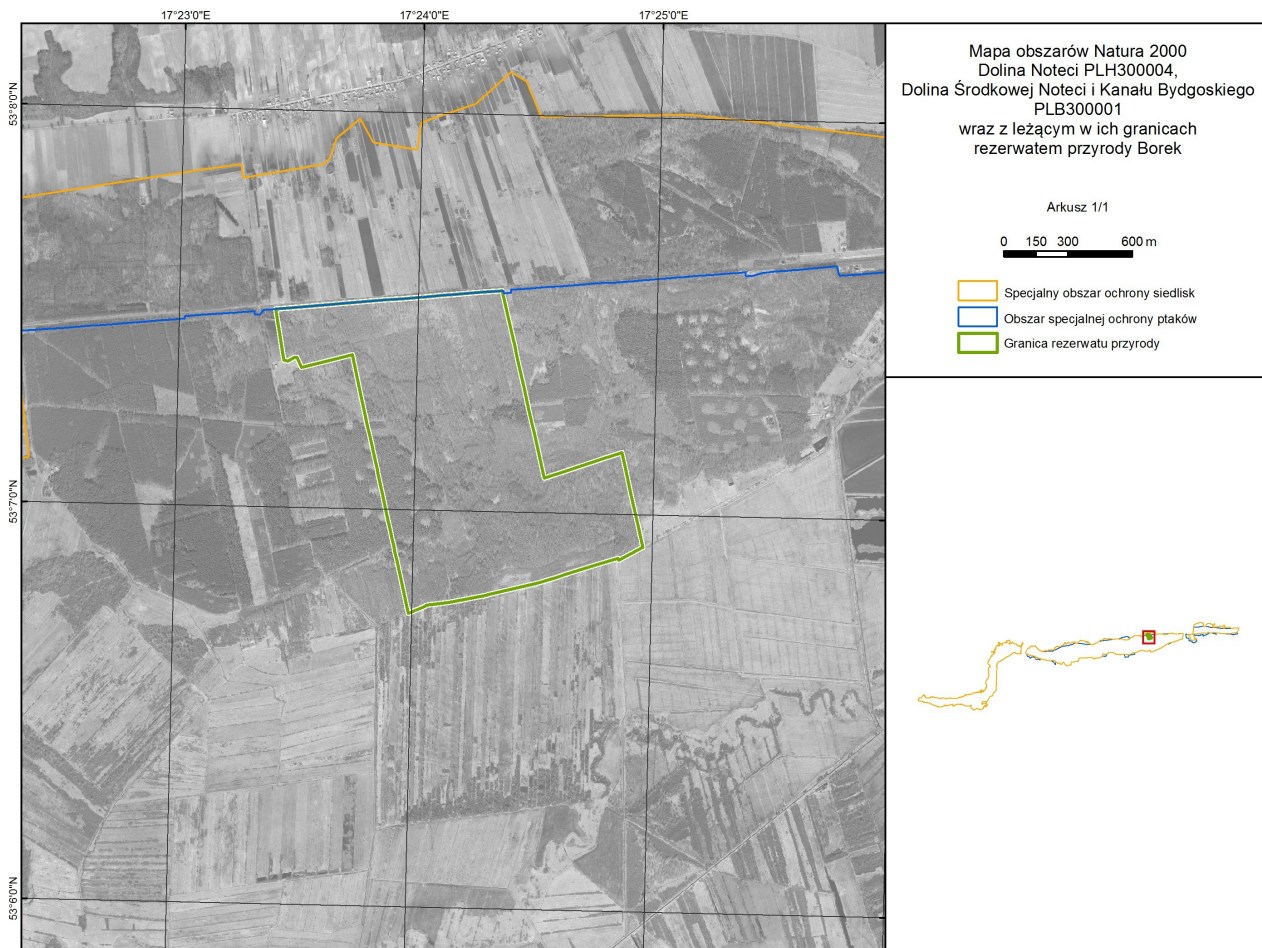 17°23'0"E
17°24'0"E
17°25'0"E
53°8'0"N
53°7'0"N
53°6'0"N
Mapa obszarów Natura 2000
Dolina Noteci PLH300004,
Dolina Środkowej Noteci i Kanału Bydgoskiego
PLB300001
wraz z leżącym w ich granicach
rezerwatem przyrody Borek
Arkusz 1/1
0 150 300 600 m
Specjalny obszar ochrony siedlisk
Obszar specjalnej ochrony ptaków
Granica rezerwatu przyrody